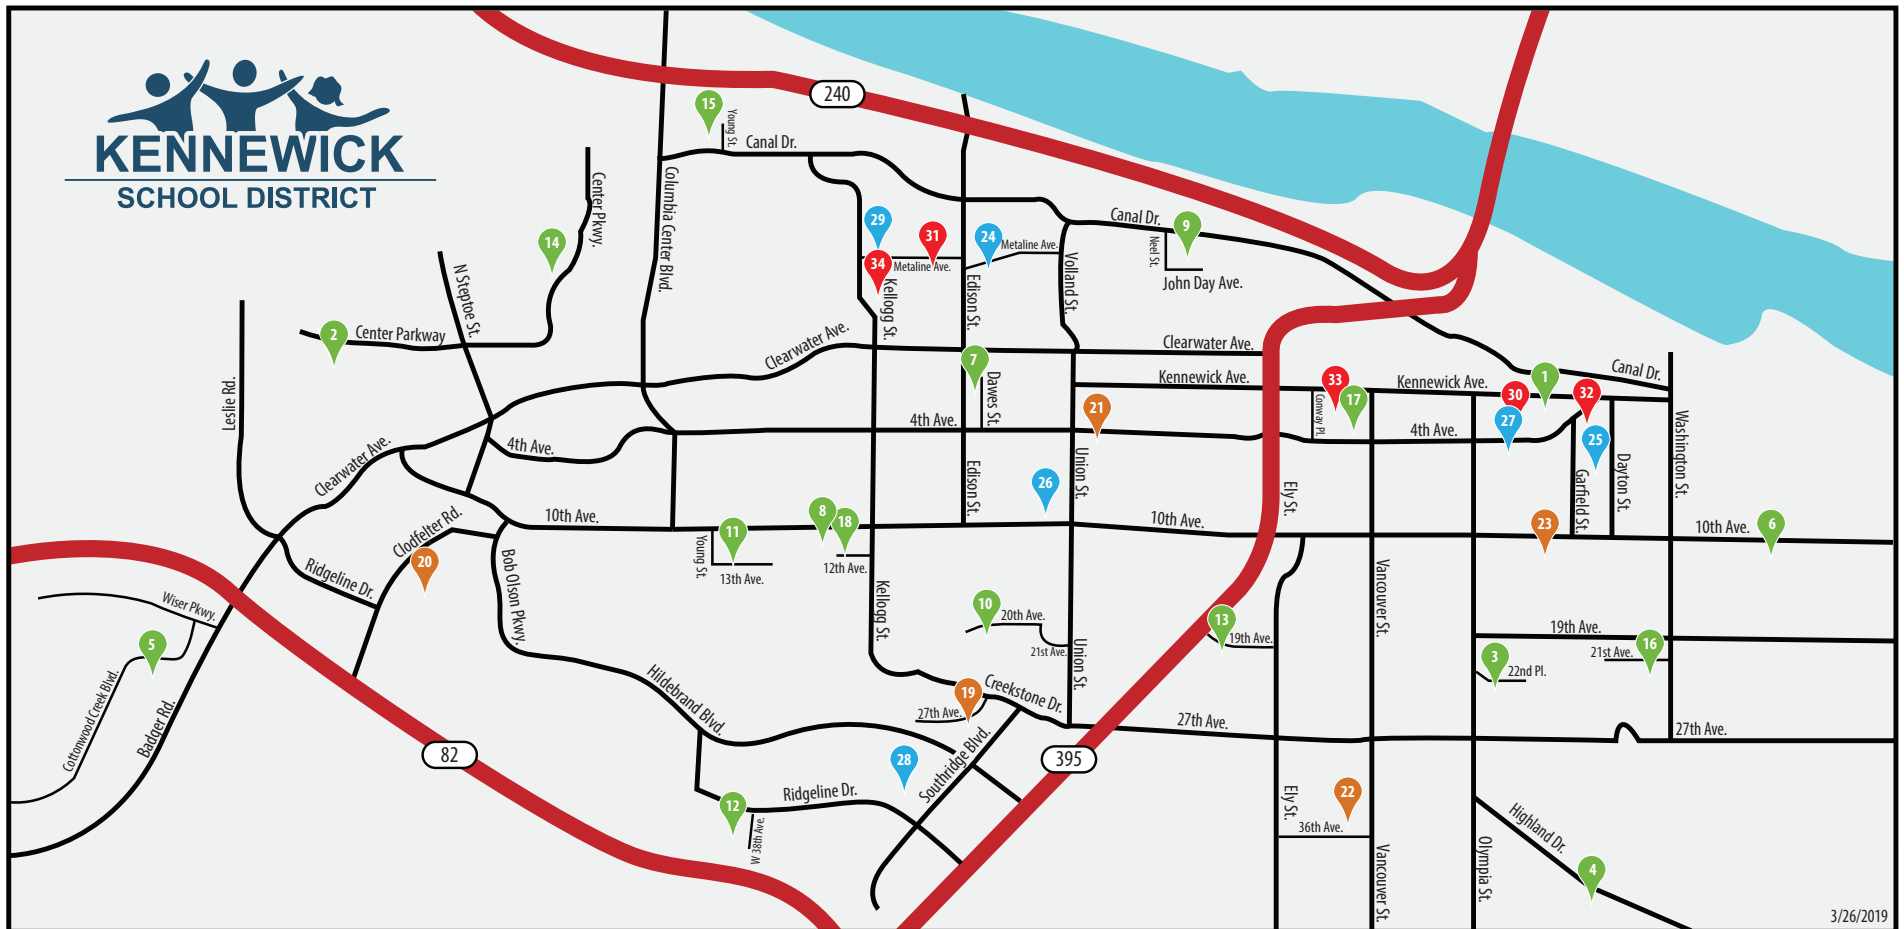 KENNEWICK
SCHOOL DISTRICT
240
15
Young St.
Canal Dr.
Center Pkwy.
Columbia Center Blvd.
14
N Steptoe St.
29
31
24
Metaline Ave.
34
Metaline Ave.
Kellogg St.
Edison St.
Volland St.
Canal Dr.
9
Neel St.
John Day Ave.
2
Center Parkway
Leslie Rd.
Clearwater Ave.
7
Dawes St.
Clearwater Ave.
Kennewick Ave.
33
17
Conway Pl.
Kennewick Ave.
30
1
32
Canal Dr.
21
4th Ave.
4th Ave.
27
25
Washington St.
Clearwater Ave.
4th Ave.
Edison St.
26
Union St.
Ely St.
Garfield St.
Dayton St.
10th Ave.
8
18
11
10th Ave.
23
10th Ave.
6
Clodfelter Rd.
20
Ridgeline Dr.
Bob Olson Pkwy
Young St.
13th Ave.
12th Ave.
Kellogg St.
Vancouver St.
Wiser Pkwy.
5
10
20th Ave.
21st Ave.
Union St.
13
19th Ave.
19th Ave.
3
22nd Pl.
21st Ave.
16
Cottonwood Creek Blvd.
Badger Rd.
Hildebrand Blvd.
19
27th Ave.
Creekstone Dr.
27th Ave.
27th Ave.
82
28
Southridge Blvd.
395
12
Ridgeline Dr.
W 38th Ave.
Ely St.
22
36th Ave.
Vancouver St.
Olympia St.
Highland Dr.
4
3/26/2019